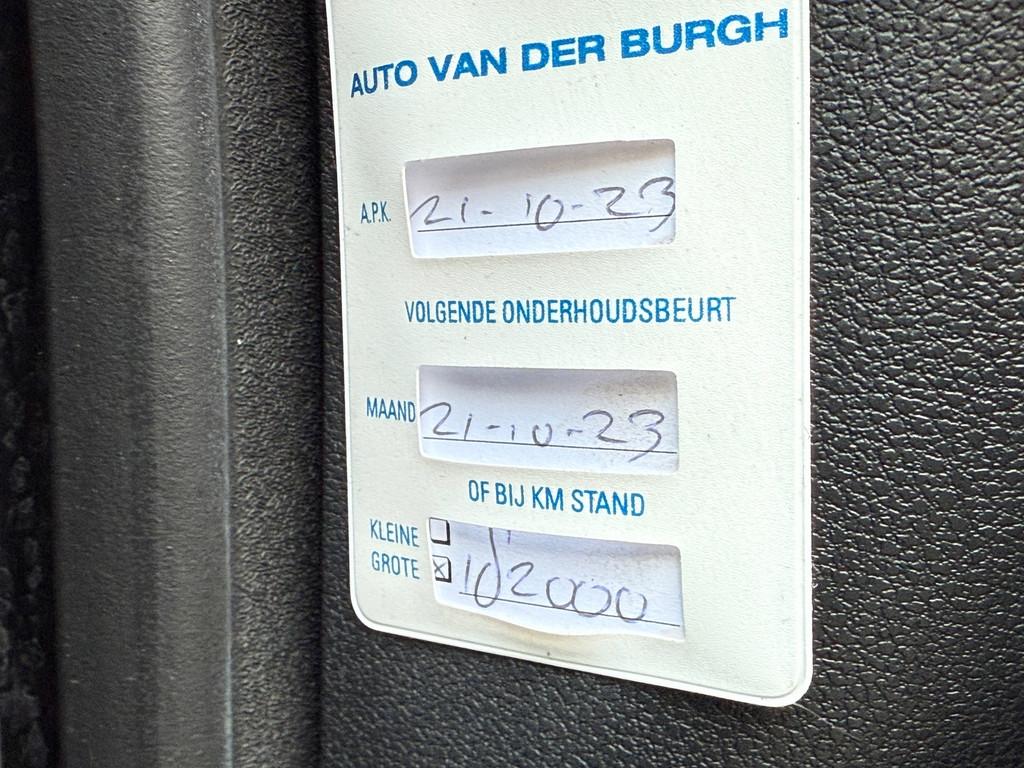 AUTO VAN DER BURGH
A.P.K. 21-10-23
VOLGENDE ONDERHOUDSBEURT
MAAND 21-10-23
OF BIJ KM STAND
KLEINE
GROTE 102000